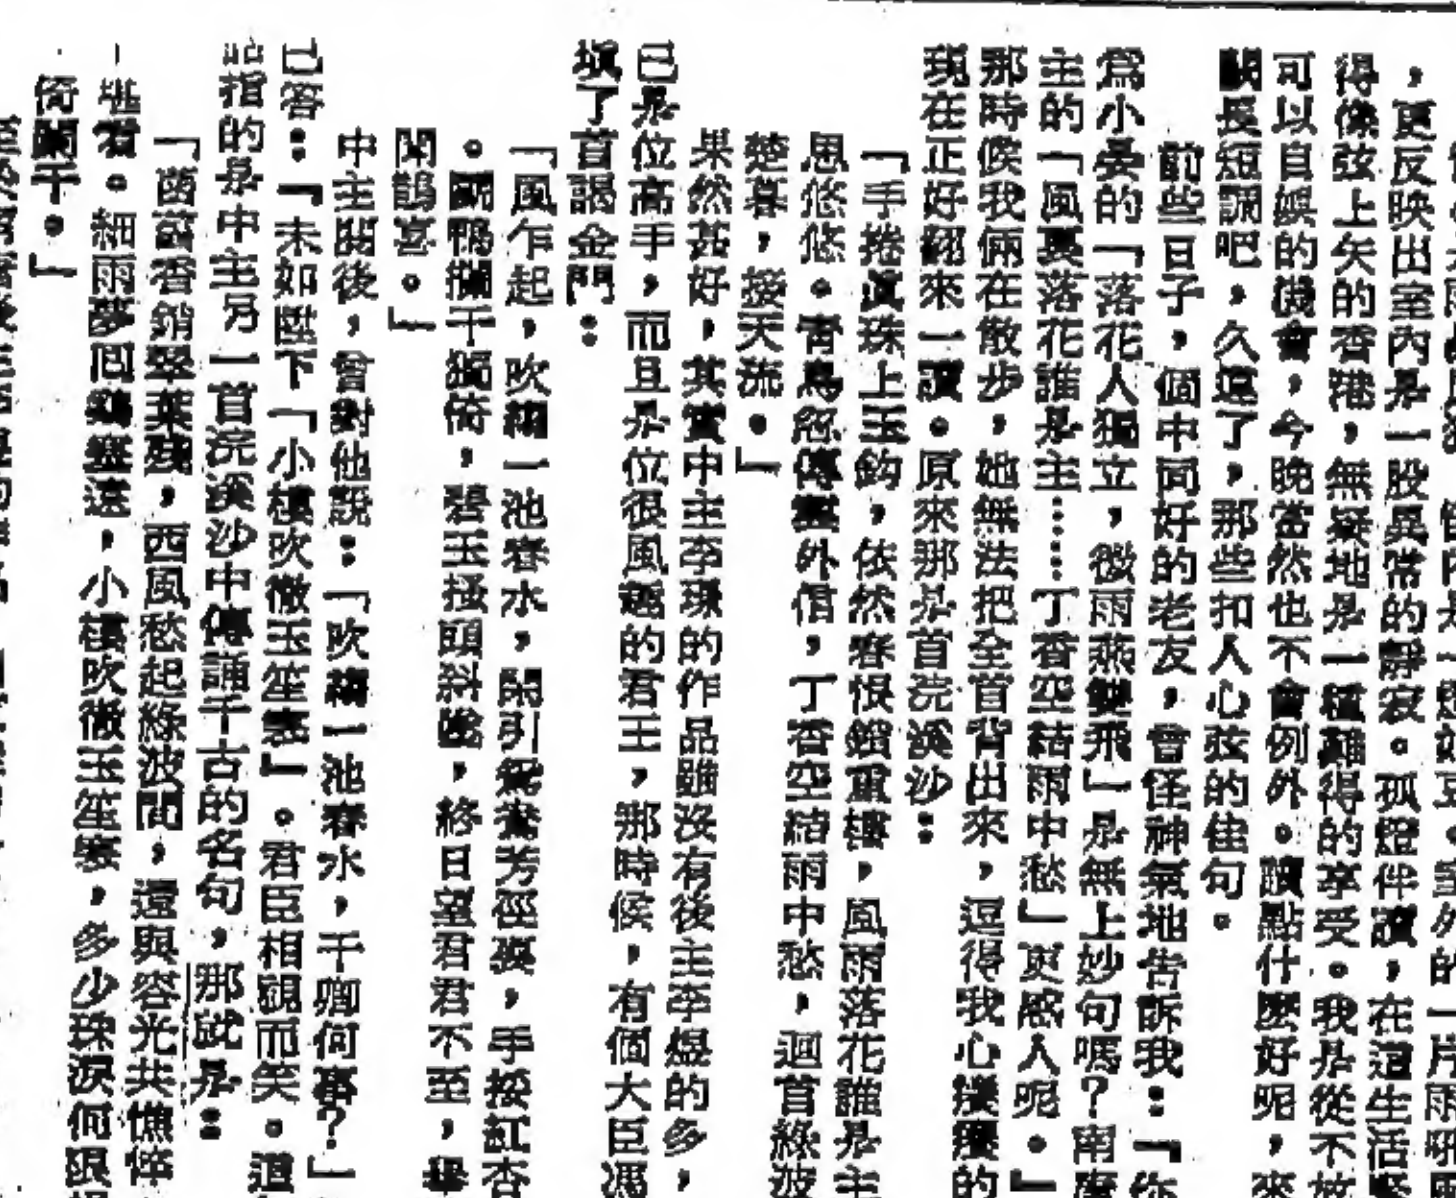 ，更反映出室內是一股異常的靜寂。孤燈伴讀，在這生活緊
得像弦上矢的香港，無疑地是一種難得的享受。我是從不放
可以自娛的機會，今晚當然也不會例外。讀點什麼好呢，來
闋長短調吧，久違了，那些扣人心弦的佳句。
前些日子，個中同好的老友，曾怪神氣地告訴我：「你
爲小晏的「落花人獨立，微雨燕雙飛」是無上妙句嗎？南唐
主的「風裏落花誰是主……丁香空結雨中愁」更感人呢。」
那時候我倆在散步，她無法把全首背出來，逗得我心癢癢的
現在正好翻來一讀。原來那是首浣溪沙：
「手捲眞珠上玉鈎，依然春恨鎖重樓，風雨落花誰是主
思悠悠。青鳥忽傳雲外信，丁香空結雨中愁，迴首綠波
楚暮，接天流。」
果然甚好，其實中主李璟的作品雖沒有後主李煜的多，
已是位高手，而且是位很風趣的君王，那時候，有個大臣馮
塡了首謁金門：
「風乍起，吹縐一池春水，閑引鴛鴦芳徑裏，手挼紅杏
。鬭鴨攔干獨倚，碧玉搔頭斜墜，終日望君君不至，舉
聞鵲喜。」
中主閱後，曾對他說：「吹縐一池春水，干卿何事？」
已答：「未如陛下「小樓吹徹玉笙寒」。君臣相覷而笑。這
指的是中主另一首浣溪沙中傳誦千古的名句，那就是：
「菡萏香銷翠葉殘，西風愁起綠波間，還與容光共憔悴
堪看。細雨夢囘鷄塞遠，小樓吹徹玉笙寒，多少珠淚何限
倚闌干。」